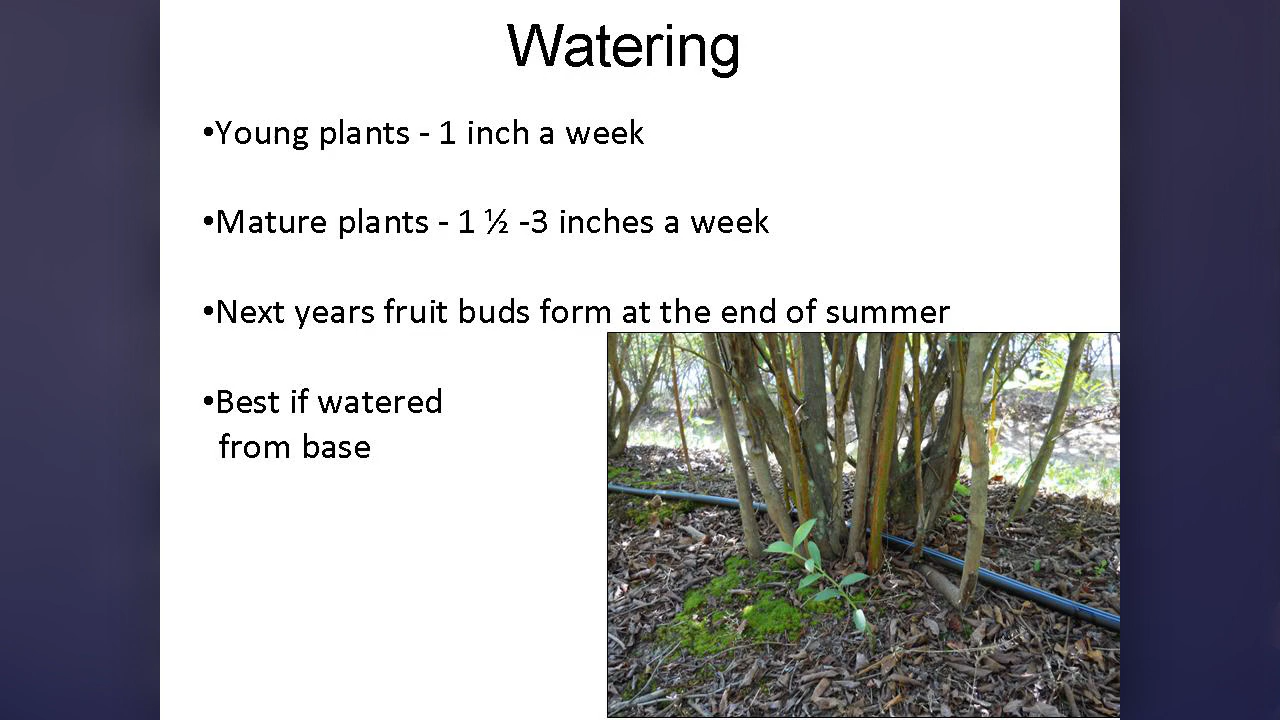 Watering
•Young plants - 1 inch a week
•Mature plants - 1 ½ -3 inches a week
•Next years fruit buds form at the end of summer
•Best if watered
from base